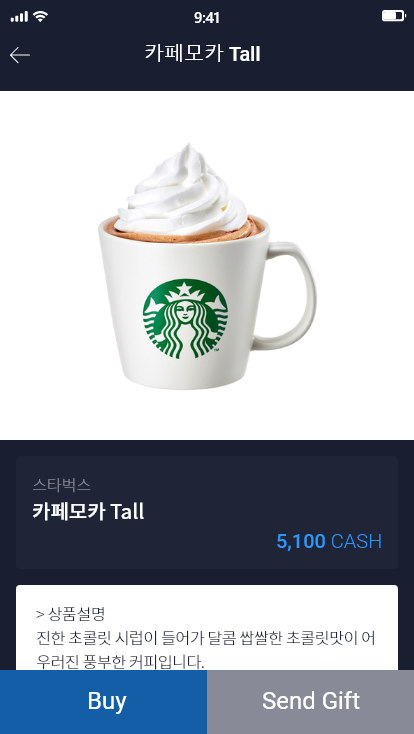 9:41
카페모카 Tall
스타벅스
카페모카 Tall
5,100 CASH
> 상품설명
진한 초콜릿 시럽이 들어가 달콤 쌉쌀한 초콜릿맛이 어
우러진 풍부한 커피입니다.
Buy
Send Gift